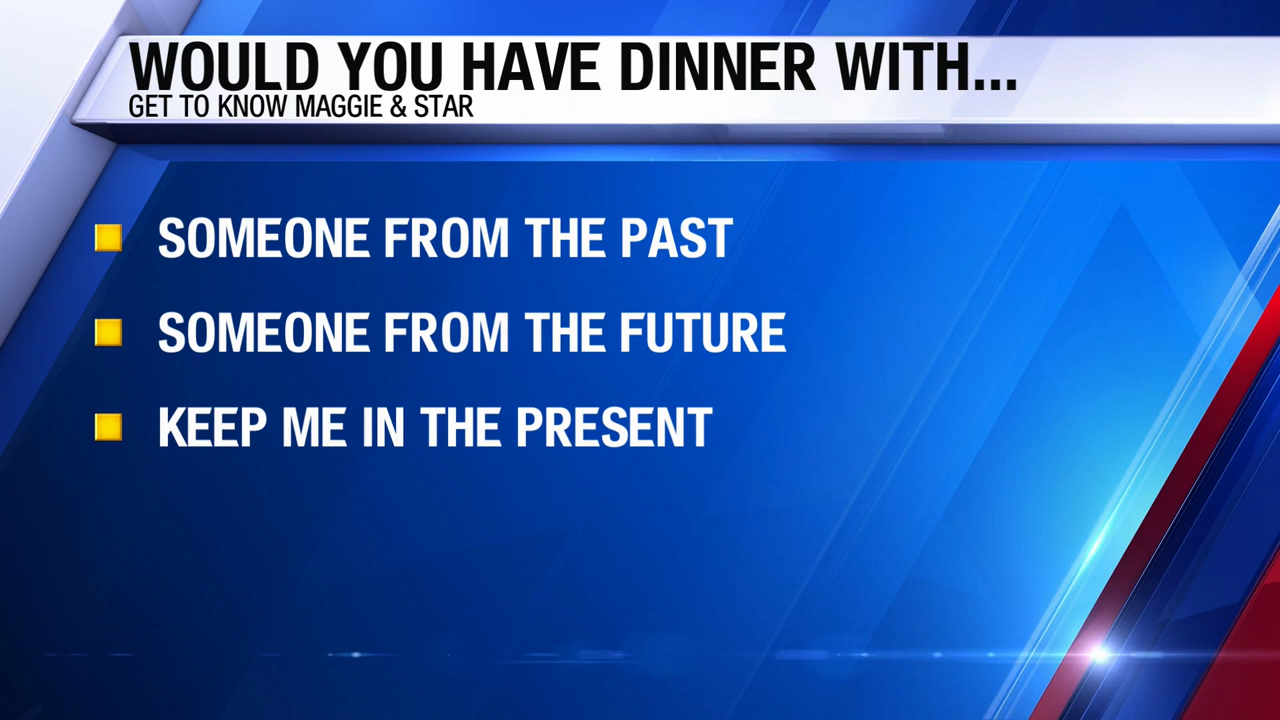 WOULD YOU HAVE DINNER WITH...
GET TO KNOW MAGGIE & STAR
SOMEONE FROM THE PAST
SOMEONE FROM THE FUTURE
KEEP ME IN THE PRESENT